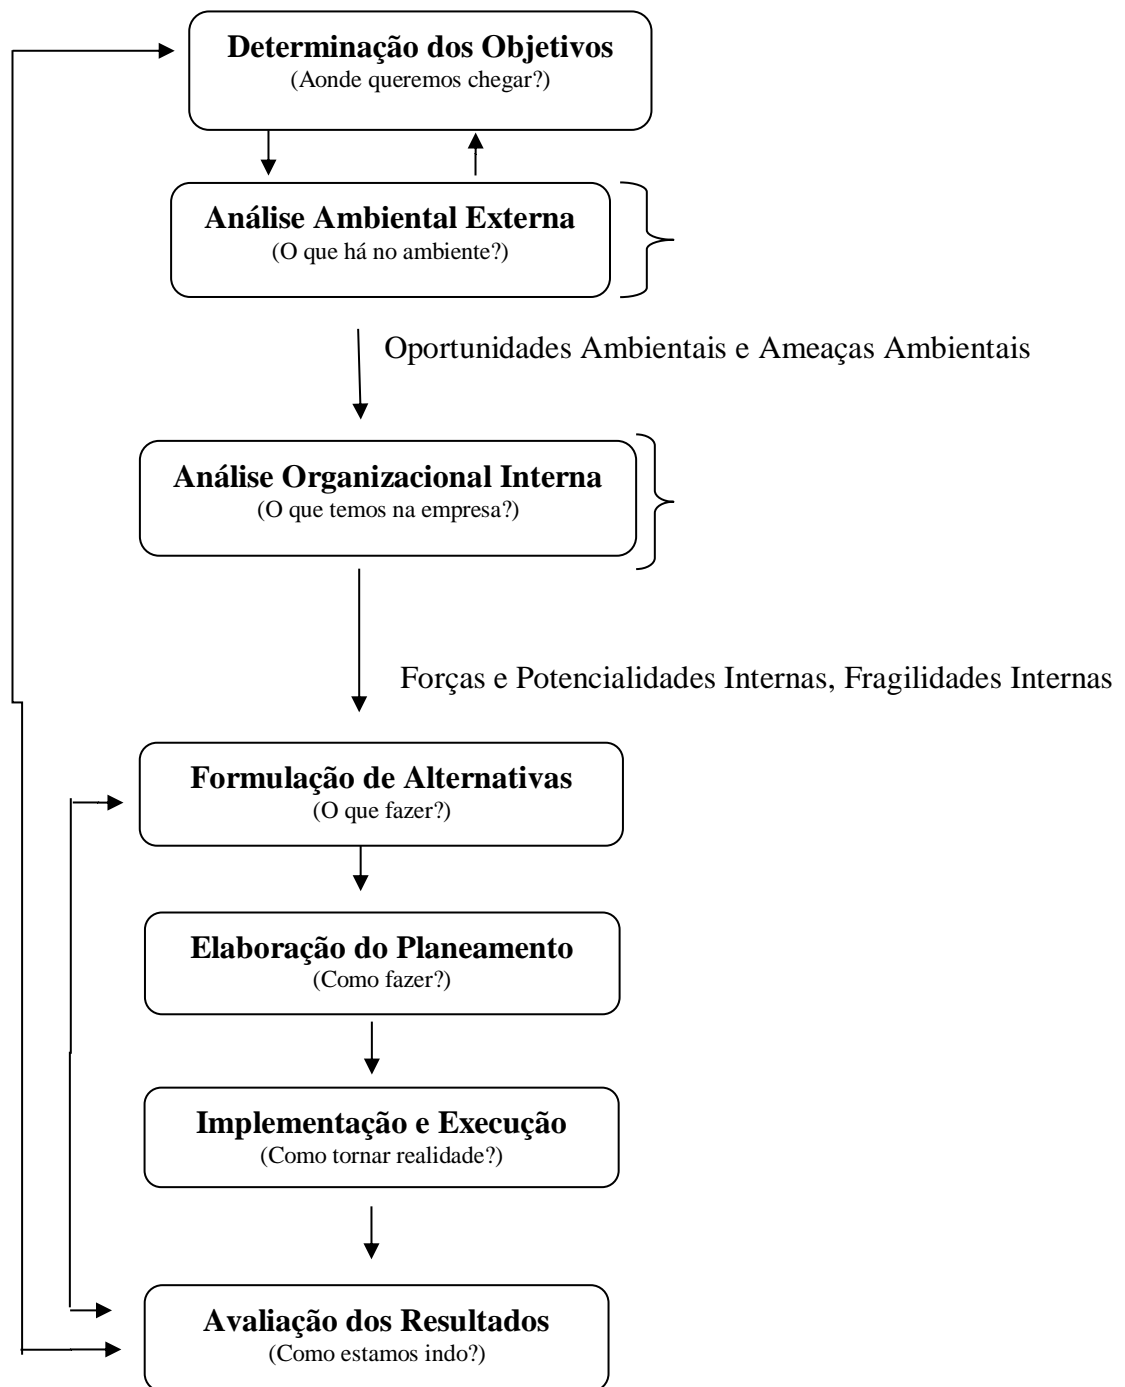 Determinação dos Objetivos
(Aonde queremos chegar?)
Análise Ambiental Externa
(O que há no ambiente?)
Oportunidades Ambientais e Ameaças Ambientais
Análise Organizacional Interna
(O que temos na empresa?)
Forças e Potencialidades Internas, Fragilidades Internas
Formulação de Alternativas
(O que fazer?)
Elaboração do Planeamento
(Como fazer?)
Implementação e Execução
(Como tornar realidade?)
Avaliação dos Resultados
(Como estamos indo?)